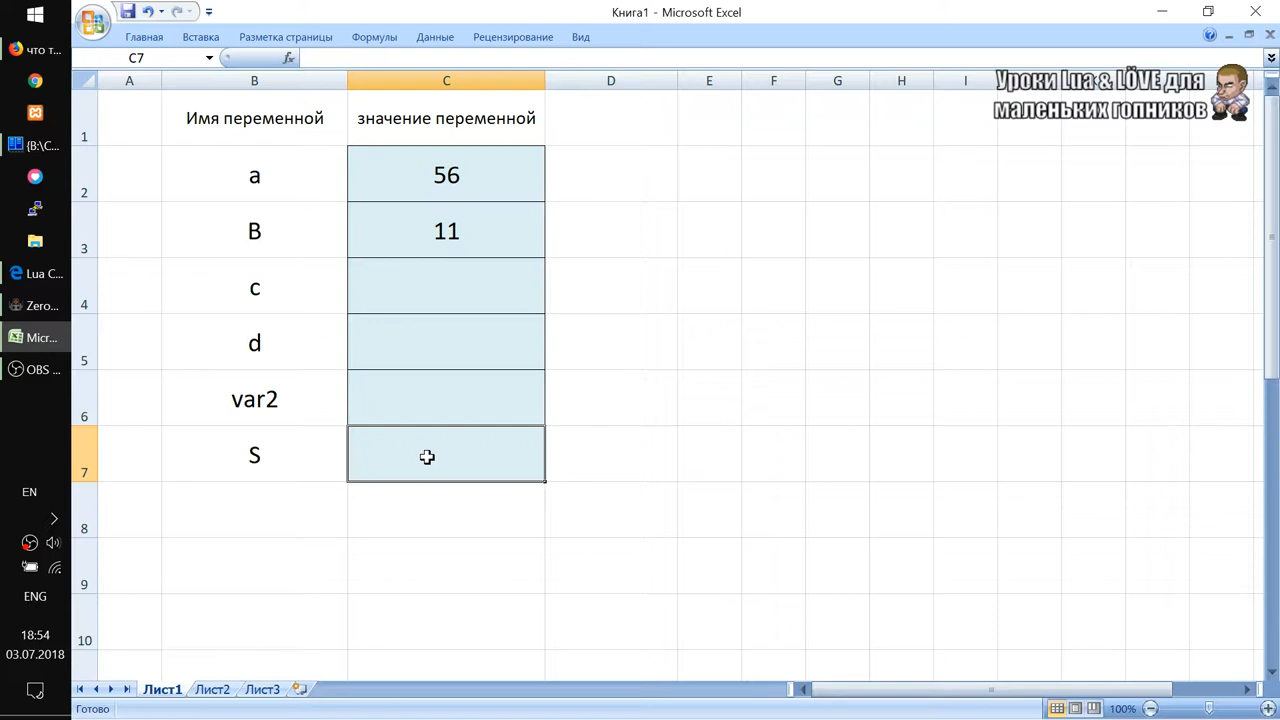 Книга1 - Microsoft Excel
Главная Вставка Разметка страницы Формулы Данные Рецензирование Вид
C7 fx
A B C D E F G H I
Уроки Lua & LÖVE для
маленьких гопников
1 Имя переменной значение переменной
2 a 56
3 B 11
4 c
5 d
6 var2
7 S
8
9
10
что т...
{B:\C...
Lua C...
Zero...
Micr...
OBS ...
EN
ENG
18:54
03.07.2018
Лист1 Лист2 Лист3
Готово 100%